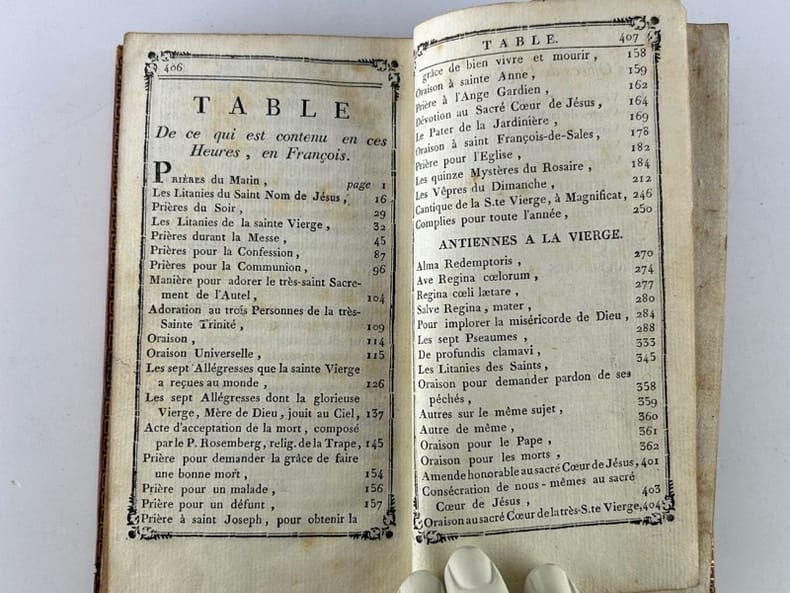 406
TABLE
De ce qui est contenu en ces
Heures, en François.
PRIÈRES du Matin, page 1
Les Litanies du Saint Nom de Jésus, 16
Prières du Soir, 29
Les Litanies de la sainte Vierge, 32
Prières durant la Messe, 45
Prières pour la Confession, 87
Prières pour la Communion, 96
Manière pour adorer le très-saint Sacre-
ment de l'Autel, 104
Adoration au trois Personnes de la très-
Sainte Trinité, 109
Oraison, 114
Oraison Universelle, 115
Les sept Allégresses que la sainte Vierge
a reçues au monde, 126
Les sept Allégresses dont la glorieuse
Vierge, Mère de Dieu, jouit au Ciel, 137
Acte d'acceptation de la mort, composé
par le P. Rosemberg, relig. de la Trape, 145
Prière pour demander la grâce de faire
une bonne mort, 154
Prière pour un malade, 156
Prière pour un défunt, 157
Prière à saint Joseph, pour obtenir la
TABLE. 407
grâce de bien vivre et mourir, 158
Oraison à sainte Anne, 159
Prière à l'Ange Gardien, 162
Dévotion au Sacré Cœur de Jésus, 164
Le Pater de la Jardinière, 169
Oraison à saint François-de-Sales, 178
Prière pour l'Eglise, 182
Les quinze Mystères du Rosaire, 184
Les Vêpres du Dimanche, 212
Cantique de la S.te Vierge, à Magnificat, 246
Complies pour toute l'année, 250
ANTIENNES A LA VIERGE.
Alma Redemptoris, 270
Ave Regina cœlorum, 274
Regina cœli lætare, 277
Salve Regina, mater, 280
Pour implorer la miséricorde de Dieu, 284
Les sept Pseaumes, 288
De profundis clamavi, 333
Les Litanies des Saints, 345
Oraison pour demander pardon de ses
péchés, 358
Autres sur le même sujet, 359
Autre de même, 360
Oraison pour le Pape, 361
Oraison pour les morts, 362
Amende honorable au sacré Cœur de Jésus, 401
Consécration de nous-mêmes au sacré
Cœur de Jésus, 403
Oraison au sacré Cœur de la très-S.te Vierge, 404